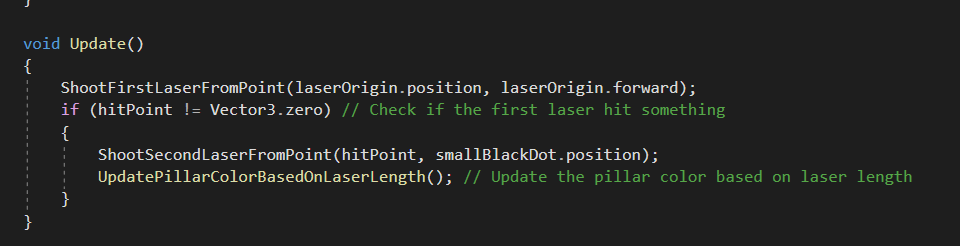 }
void Update()
{
ShootFirstLaserFromPoint(laserOrigin.position, laserOrigin.forward);
if (hitPoint != Vector3.zero) // Check if the first laser hit something
{
ShootSecondLaserFromPoint(hitPoint, smallBlackDot.position);
UpdatePillarColorBasedOnLaserLength(); // Update the pillar color based on laser length
}
}